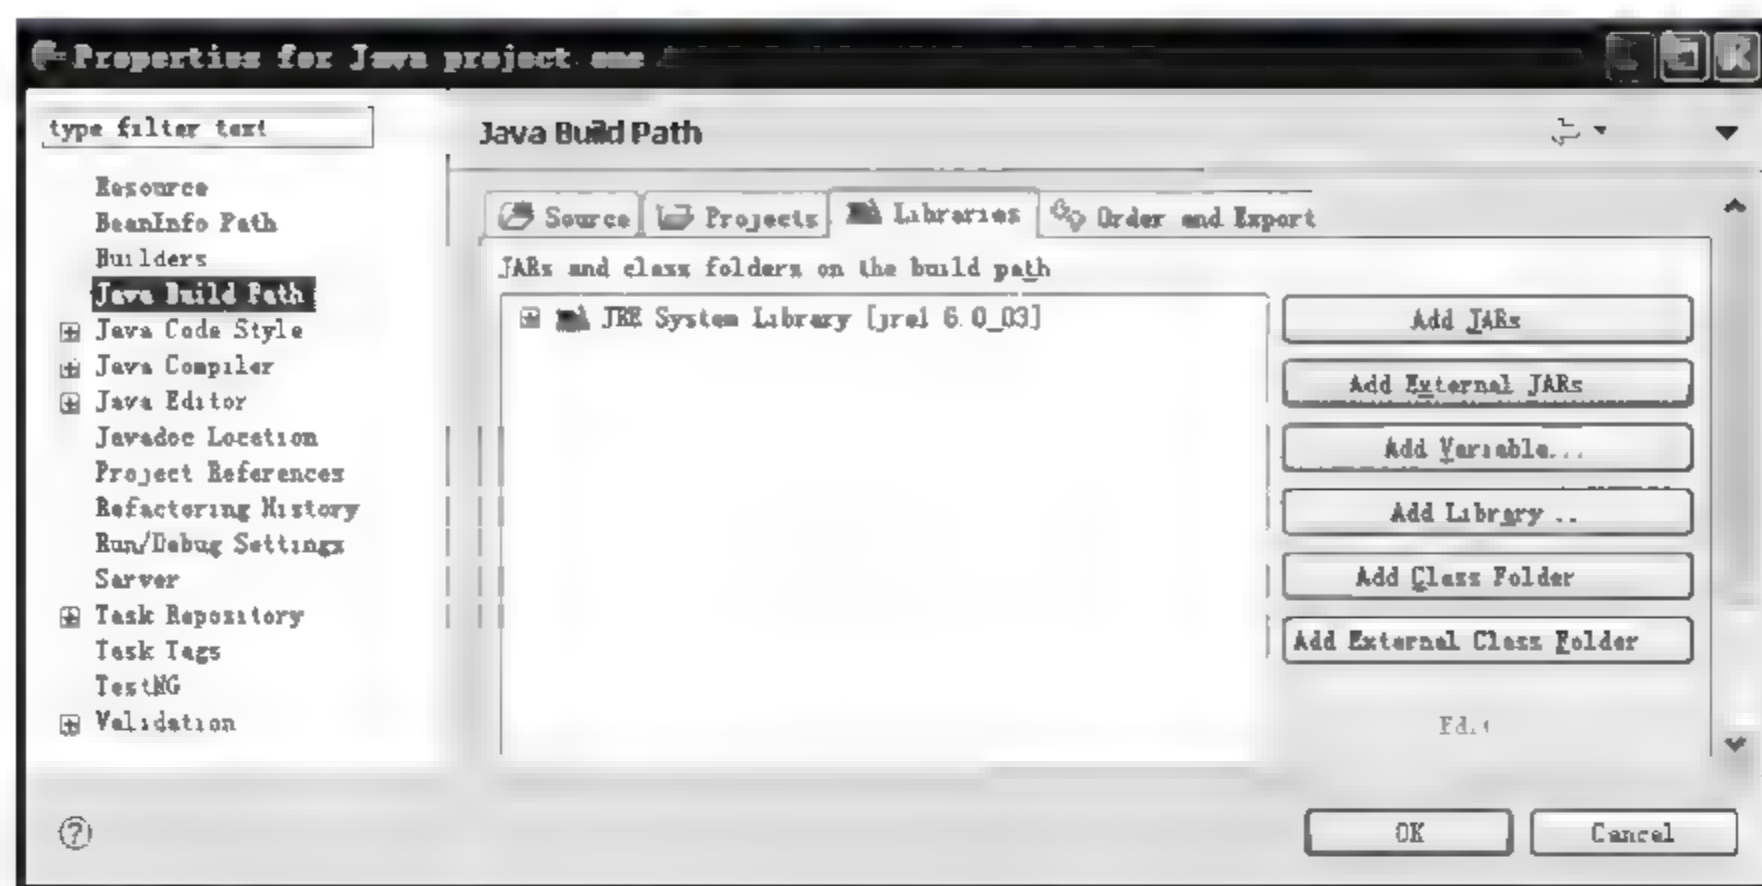 Properties for Java project one
type filter text
Resource
BeanInfo Path
Builders
Java Build Path
Java Code Style
Java Compiler
Java Editor
Javadoc Location
Project References
Refactoring History
Run/Debug Settings
Server
Task Repository
Task Tags
TestNG
Validation
Java Build Path
Source
Projects
Libraries
Order and Export
JARs and class folders on the build path
JRE System Library [jre1 6.0_03]
Add JARs
Add External JARs
Add Variable...
Add Library ..
Add Class Folder
Add External Class Folder
Edit
OK
Cancel